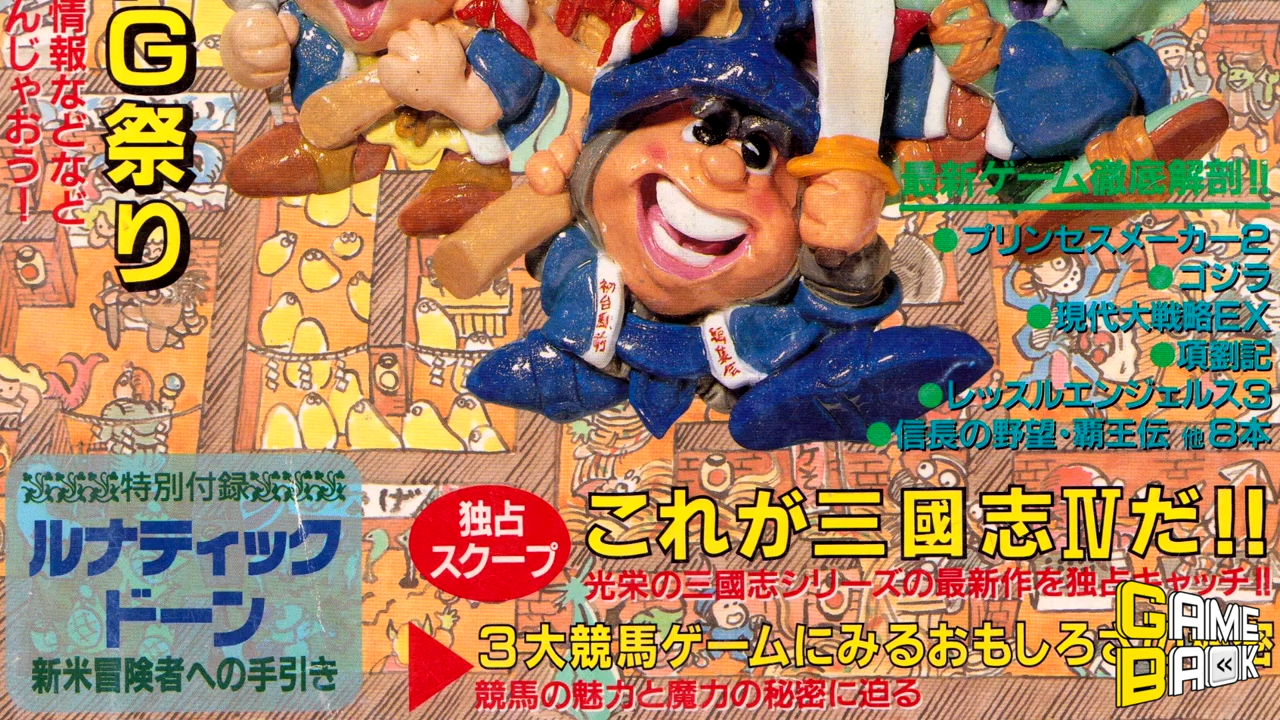 情報などなど
んじゃおう!
G祭り
初台駅前
編集会
最新ゲーム徹底解剖!!
●プリンセスメーカー2
●ゴジラ
●現代大戦略EX
●項劉記
●レッスルエンジェルス3
●信長の野望・覇王伝 他8本
特別付録
ルナティック
ドーン
新米冒険者への手引き
独占
スクープ
これが三國志Ⅳだ!!
光栄の三國志シリーズの最新作を独占キャッチ!!
3大競馬ゲームにみるおもしろさ
競馬の魅力と魔力の秘密に迫る
GAME
BACK